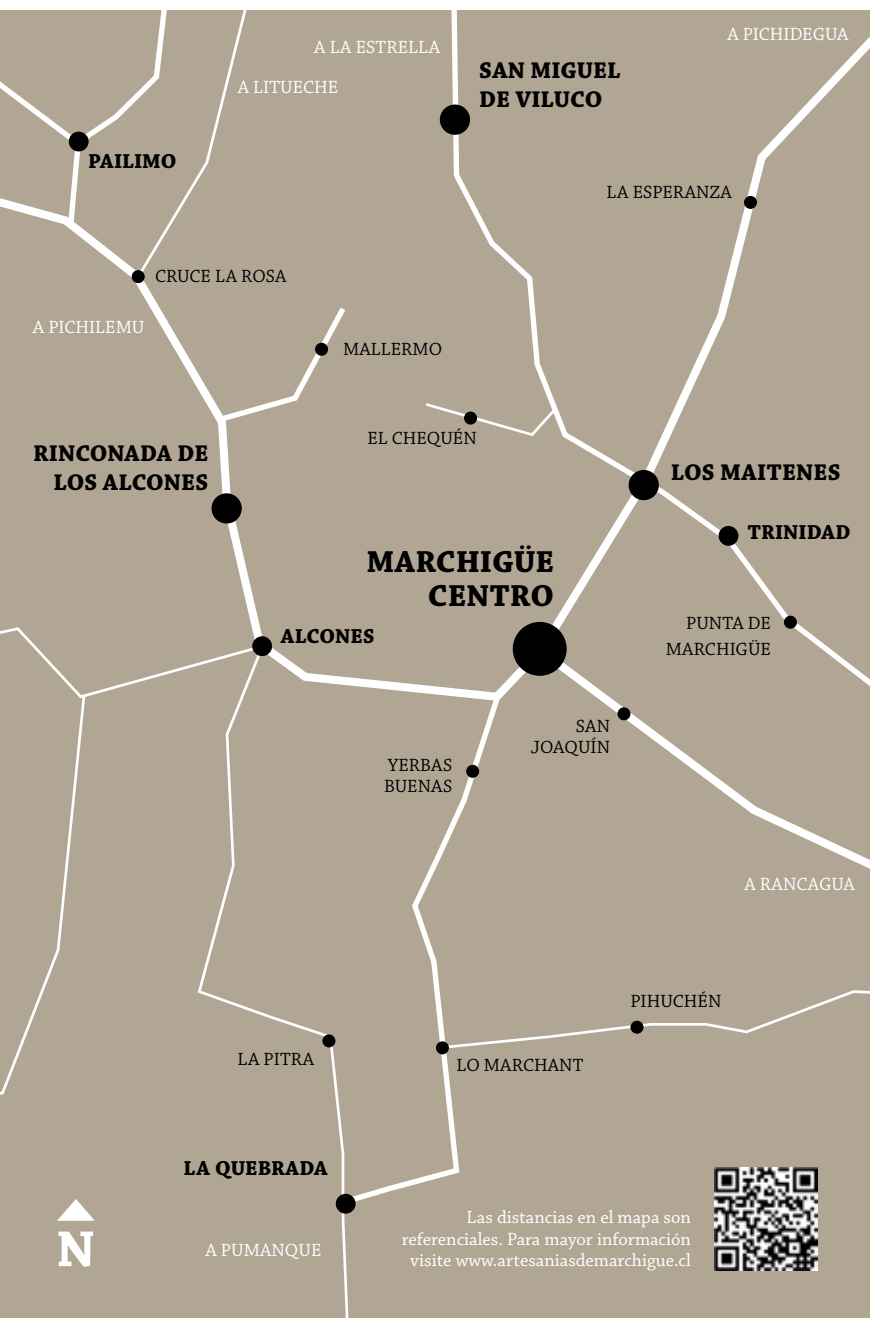 A PICHIDEGUA
A LA ESTRELLA
SAN MIGUEL
DE VILUCO
A LITUECHE
PAILIMO
LA ESPERANZA
CRUCE LA ROSA
A PICHILEMU
MALLERMO
EL CHEQUÉN
RINCONADA DE
LOS ALCONES
LOS MAITENES
TRINIDAD
MARCHIGÜE
CENTRO
PUNTA DE
MARCHIGÜE
ALCONES
SAN
JOAQUÍN
YERBAS
BUENAS
A RANCAGUA
PIHUCHÉN
LA PITRA
LO MARCHANT
LA QUEBRADA
N
A PUMANQUE
Las distancias en el mapa son
referenciales. Para mayor información
visite www.artesaniasdemarchigue.cl